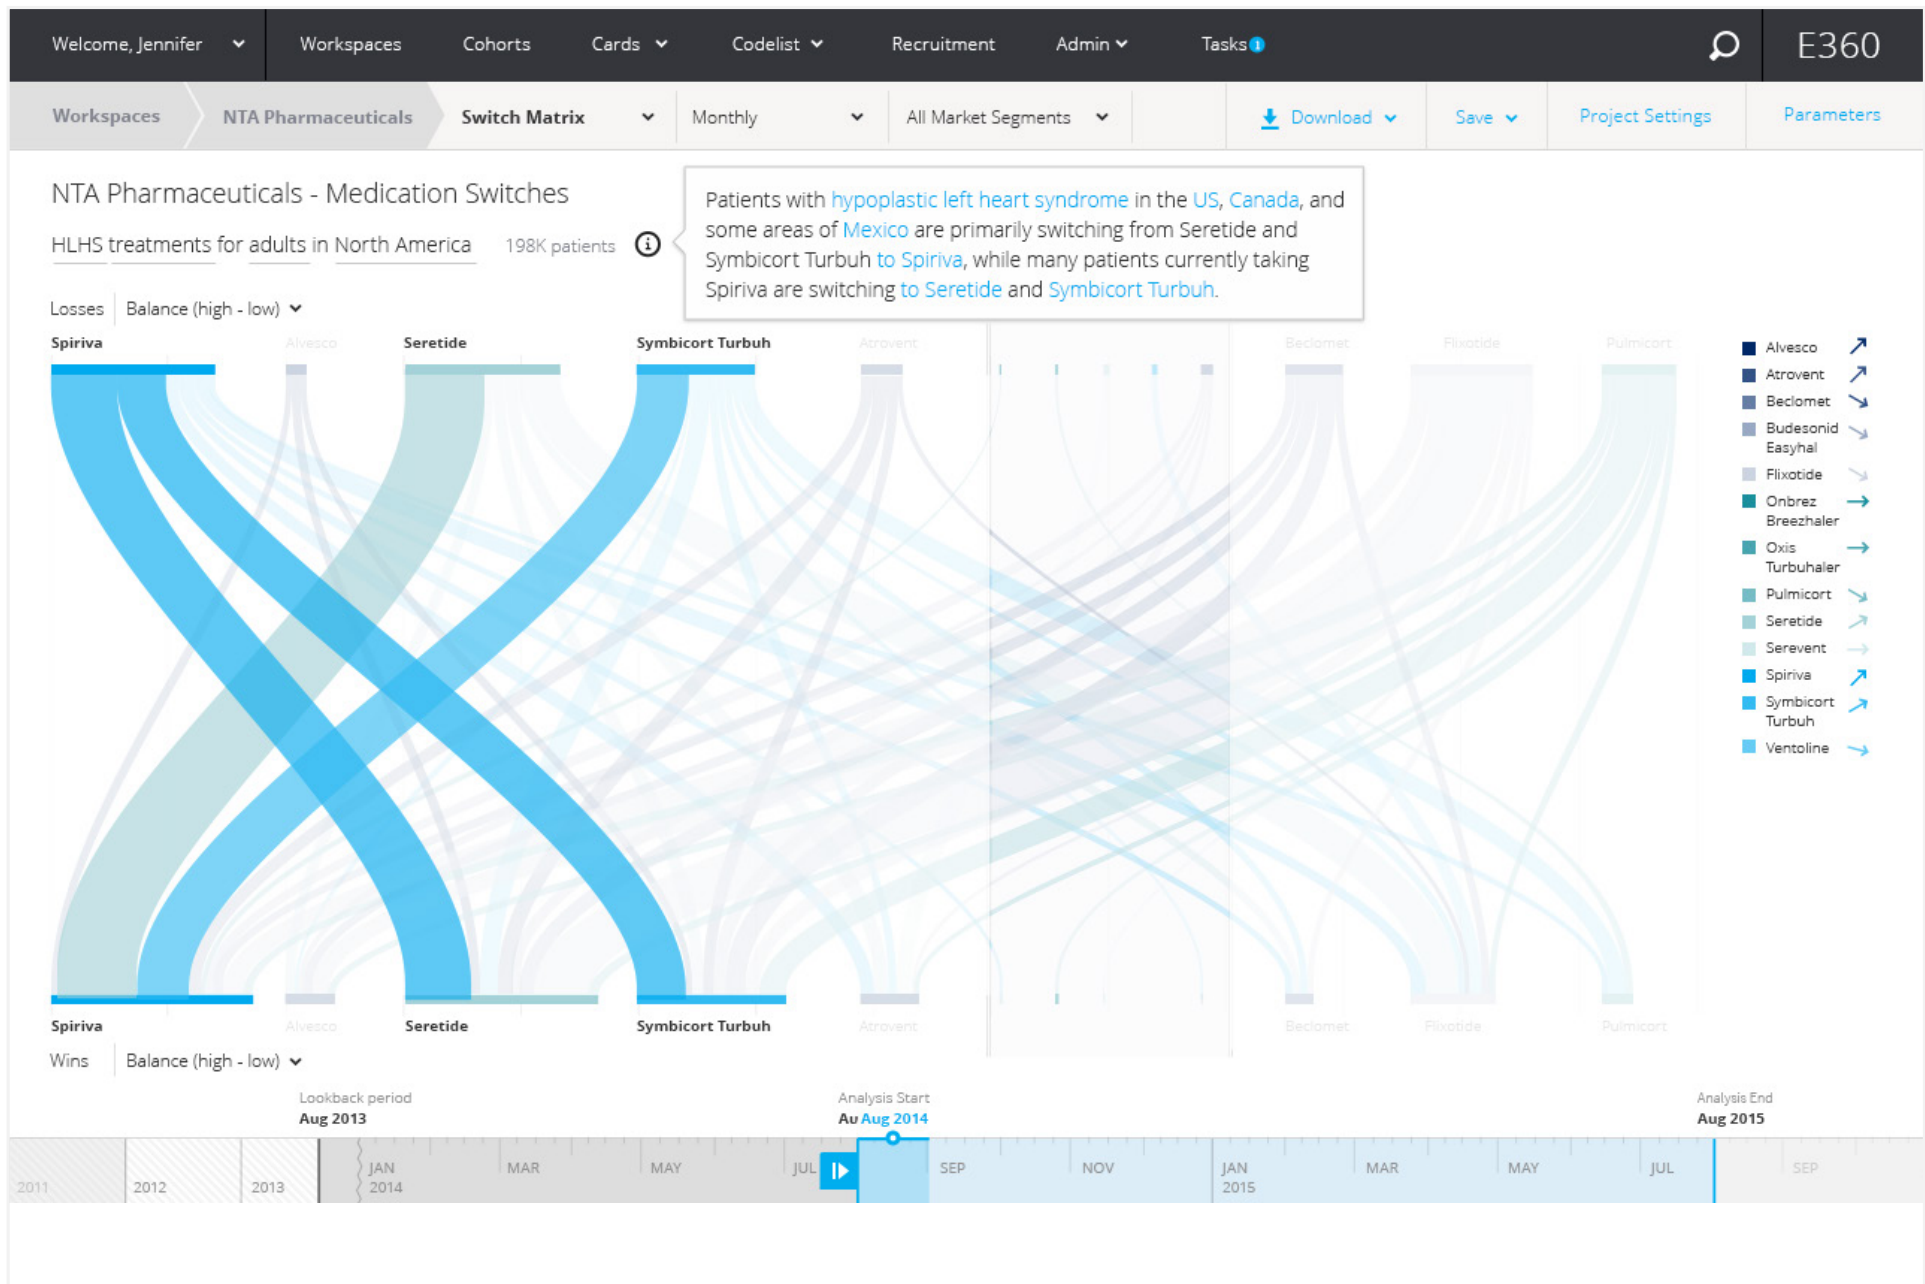 Welcome, Jennifer Workspaces Cohorts Cards Codelist Recruitment Admin Tasks E360
Workspaces NTA Pharmaceuticals Switch Matrix Monthly All Market Segments Download Save Project Settings Parameters
NTA Pharmaceuticals - Medication Switches
HLHS treatments for adults in North America 198K patients
Patients with hypoplastic left heart syndrome in the US, Canada, and
some areas of Mexico are primarily switching from Seretide and
Symbicort Turbuh to Spiriva, while many patients currently taking
Spiriva are switching to Seretide and Symbicort Turbuh.
Losses Balance (high - low)
Spiriva Alvesco Seretide Symbicort Turbuh Atrovent Beclomet Flixotide Pulmicort
Alvesco
Atrovent
Beclomet
Budesonid
Easyhal
Flixotide
Onbrez
Breezhaler
Oxis
Turbuhaler
Pulmicort
Seretide
Serevent
Spiriva
Symbicort
Turbuh
Ventoline
Spiriva Alvesco Seretide Symbicort Turbuh Atrovent Beclomet Flixotide Pulmicort
Wins Balance (high - low)
Lookback period Analysis Start Analysis End
Aug 2013 Au Aug 2014 Aug 2015
JAN MAR MAY JUL SEP NOV JAN MAR MAY JUL SEP
2011 2012 2013 2014 2015